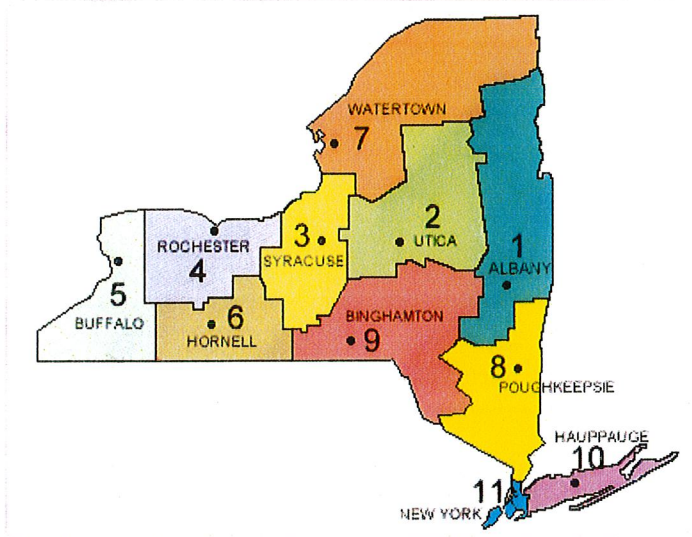 WATERTOWN
7
2
UTICA
3
SYRACUSE
1
ALBANY
ROCHESTER
4
5
BUFFALO
6
HORNELL
BINGHAMTON
9
8
POUGHKEEPSIE
HAUPPAUGE
10
11
NEW YORK